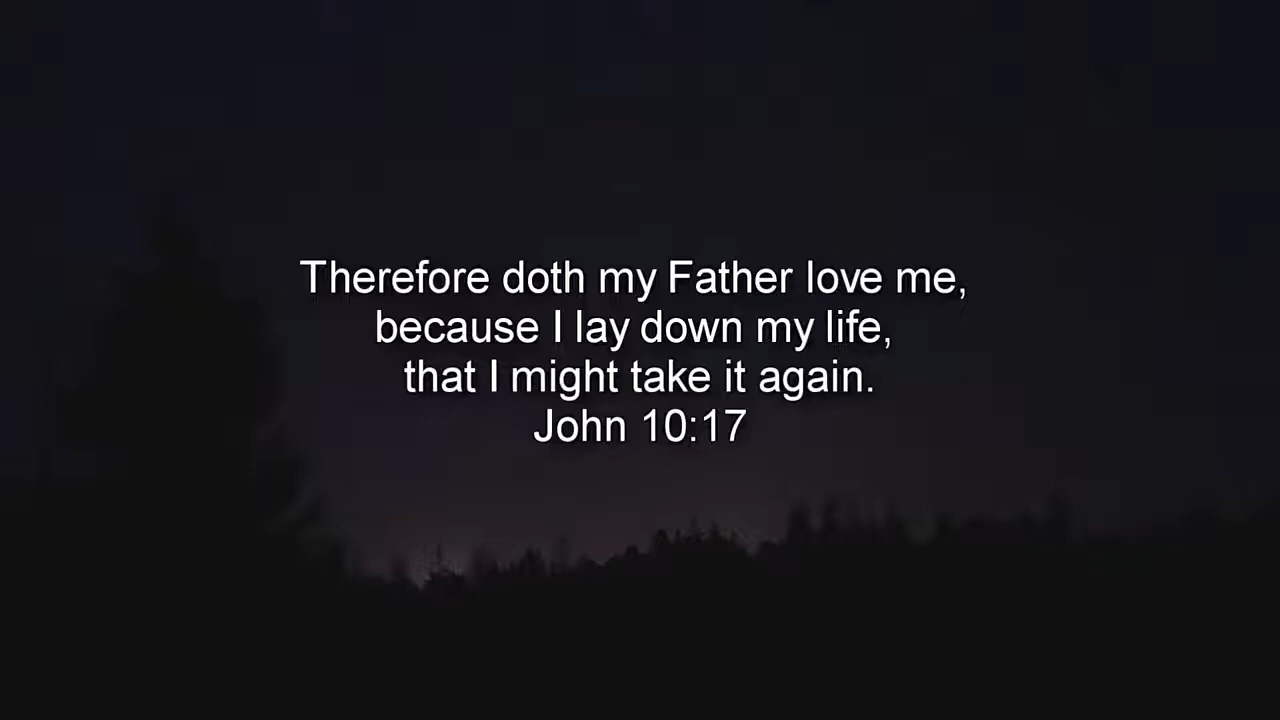 Therefore doth my Father love me,
because I lay down my life,
that I might take it again.
John 10:17